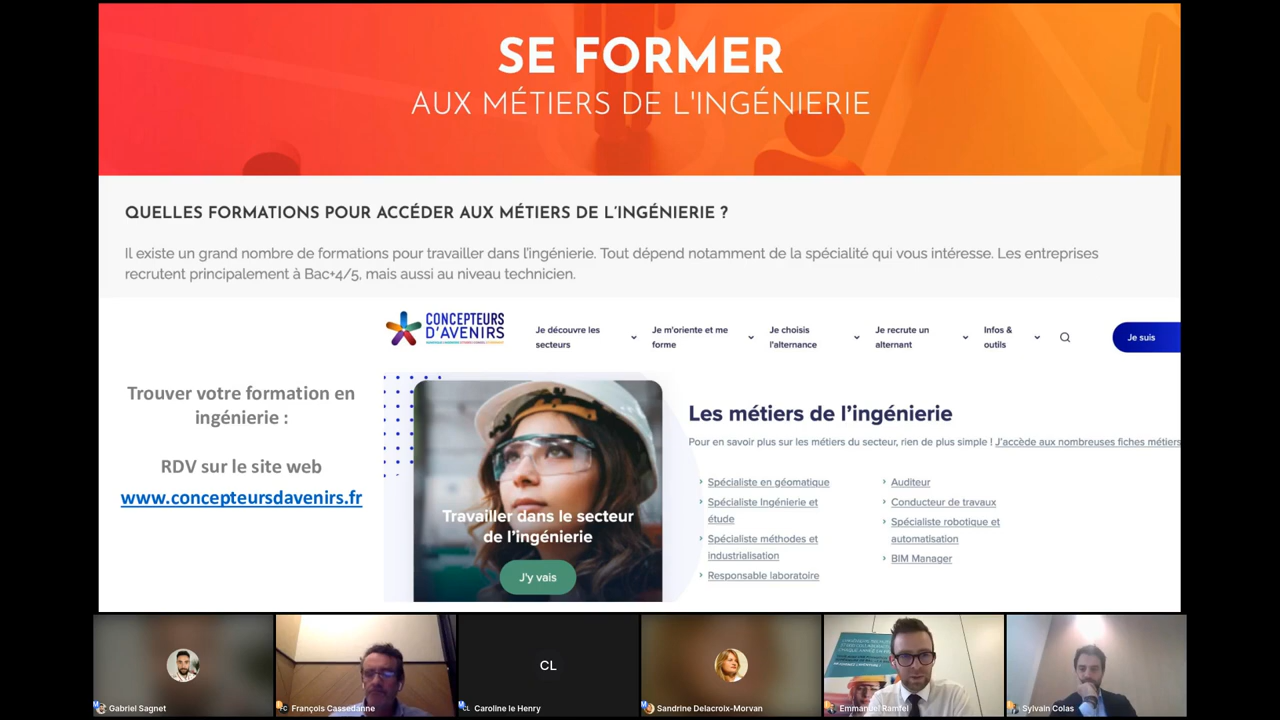 SE FORMER
AUX MÉTIERS DE L'INGÉNIERIE
QUELLES FORMATIONS POUR ACCÉDER AUX MÉTIERS DE L'INGÉNIERIE ?
Il existe un grand nombre de formations pour travailler dans l'ingénierie. Tout dépend notamment de la spécialité qui vous intéresse. Les entreprises
recrutent principalement à Bac+4/5, mais aussi au niveau technicien.
CONCEPTEURS
D'AVENIRS
Je découvre les
secteurs
Je m'oriente et me
forme
Je choisis
l'alternance
Je recrute un
alternant
Infos &
outils
Je suis
Trouver votre formation en
ingénierie :
RDV sur le site web
www.concepteursdavenirs.fr
Travailler dans le secteur
de l'ingénierie
J'y vais
Les métiers de l'ingénierie
Pour en savoir plus sur les métiers du secteur, rien de plus simple ! J'accède aux nombreuses fiches métiers
Spécialiste en géomatique
Spécialiste Ingénierie et
étude
Spécialiste méthodes et
industrialisation
Responsable laboratoire
Auditeur
Conducteur de travaux
Spécialiste robotique et
automatisation
BIM Manager
CL
Gabriel Sagnet
François Cassedanne
Caroline le Henry
Sandrine Delacroix-Morvan
Emmanuel Ramfel
Sylvain Colas